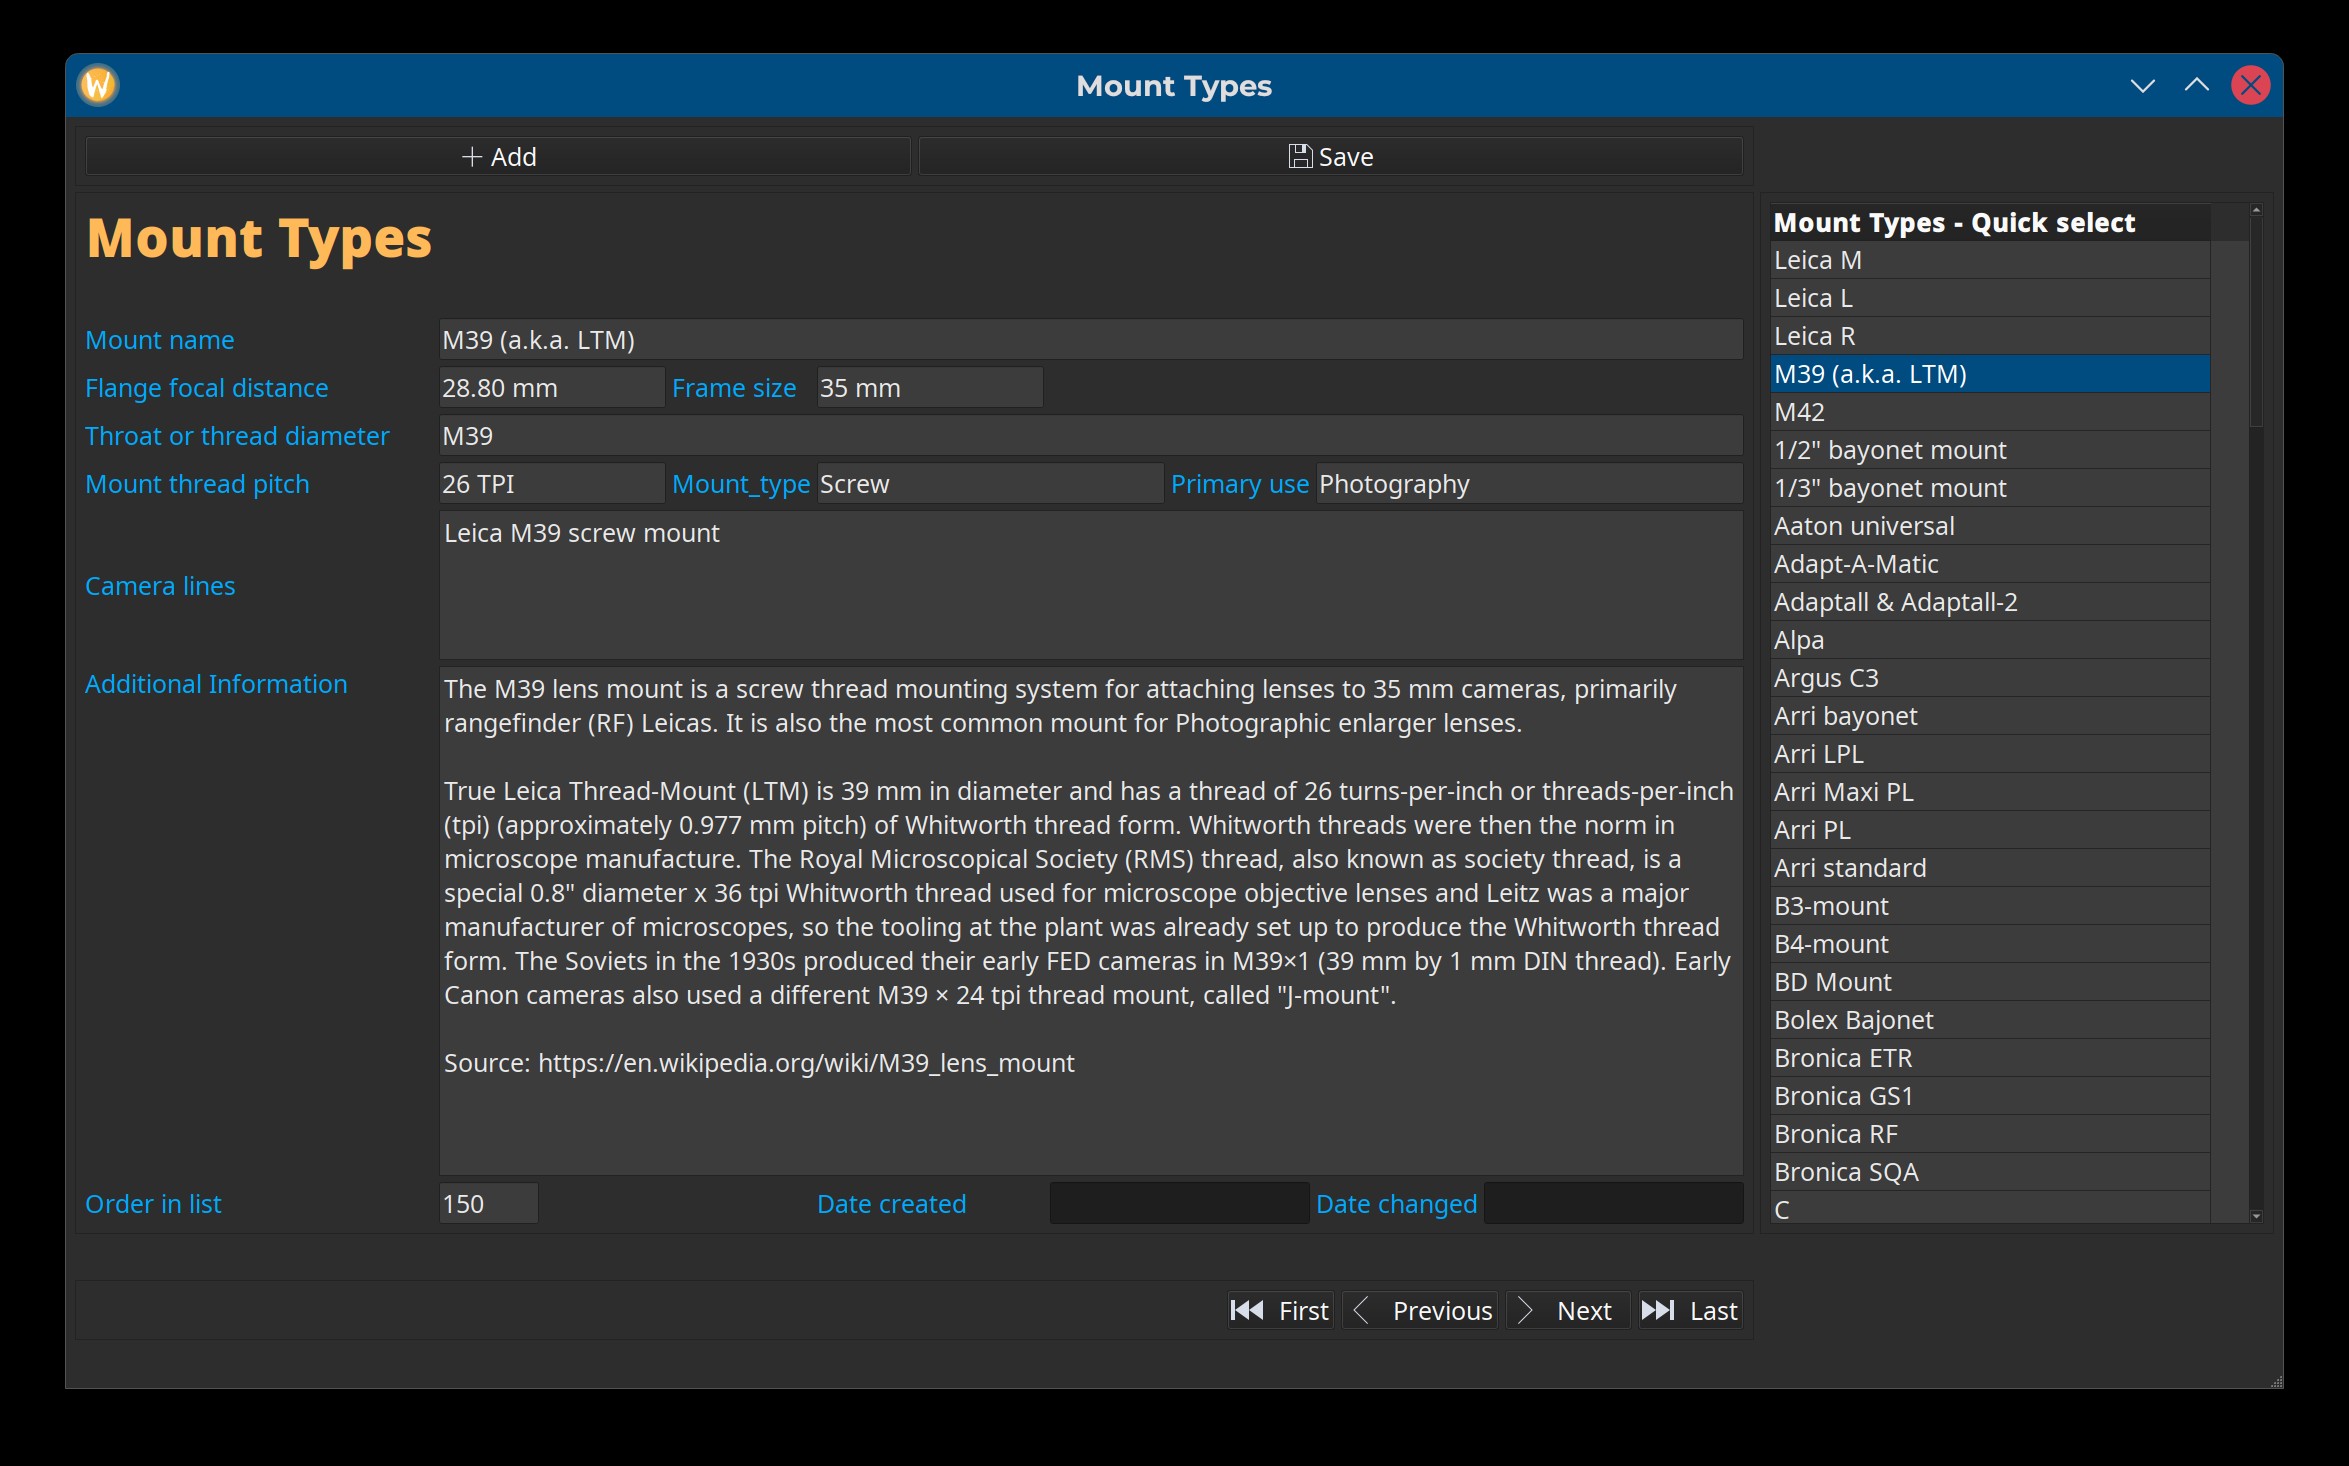 Mount Types
Add
Save
Mount Types
Mount name
M39 (a.k.a. LTM)
Flange focal distance
28.80 mm
Frame size
35 mm
Throat or thread diameter
M39
Mount thread pitch
26 TPI
Mount_type
Screw
Primary use
Photography
Camera lines
Leica M39 screw mount
Additional Information
The M39 lens mount is a screw thread mounting system for attaching lenses to 35 mm cameras, primarily
rangefinder (RF) Leicas. It is also the most common mount for Photographic enlarger lenses.
True Leica Thread-Mount (LTM) is 39 mm in diameter and has a thread of 26 turns-per-inch or threads-per-inch
(tpi) (approximately 0.977 mm pitch) of Whitworth thread form. Whitworth threads were then the norm in
microscope manufacture. The Royal Microscopical Society (RMS) thread, also known as society thread, is a
special 0.8" diameter x 36 tpi Whitworth thread used for microscope objective lenses and Leitz was a major
manufacturer of microscopes, so the tooling at the plant was already set up to produce the Whitworth thread
form. The Soviets in the 1930s produced their early FED cameras in M39×1 (39 mm by 1 mm DIN thread). Early
Canon cameras also used a different M39 × 24 tpi thread mount, called "J-mount".
Source: https://en.wikipedia.org/wiki/M39_lens_mount
Order in list
150
Date created
Date changed
First
Previous
Next
Last
Mount Types - Quick select
Leica M
Leica L
Leica R
M39 (a.k.a. LTM)
M42
1/2" bayonet mount
1/3" bayonet mount
Aaton universal
Adapt-A-Matic
Adaptall & Adaptall-2
Alpa
Argus C3
Arri bayonet
Arri LPL
Arri Maxi PL
Arri PL
Arri standard
B3-mount
B4-mount
BD Mount
Bolex Bajonet
Bronica ETR
Bronica GS1
Bronica RF
Bronica SQA
C